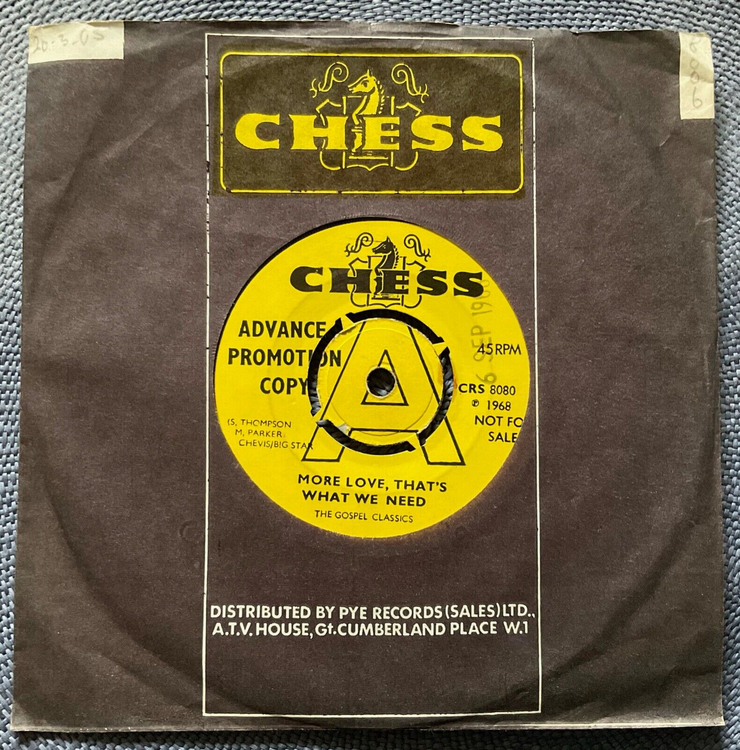 26-3-05
CHESS
CHESS
ADVANCE
PROMOTION
COPY
A
45 RPM
CRS 8080
℗ 1968
NOT FO
SALE
(S. THOMPSON
M. PARKER.
CHEVIS/BIG STAR
MORE LOVE, THAT'S
WHAT WE NEED
THE GOSPEL CLASSICS
DISTRIBUTED BY PYE RECORDS (SALES) LTD.,
A.T.V. HOUSE, Gt. CUMBERLAND PLACE W.1